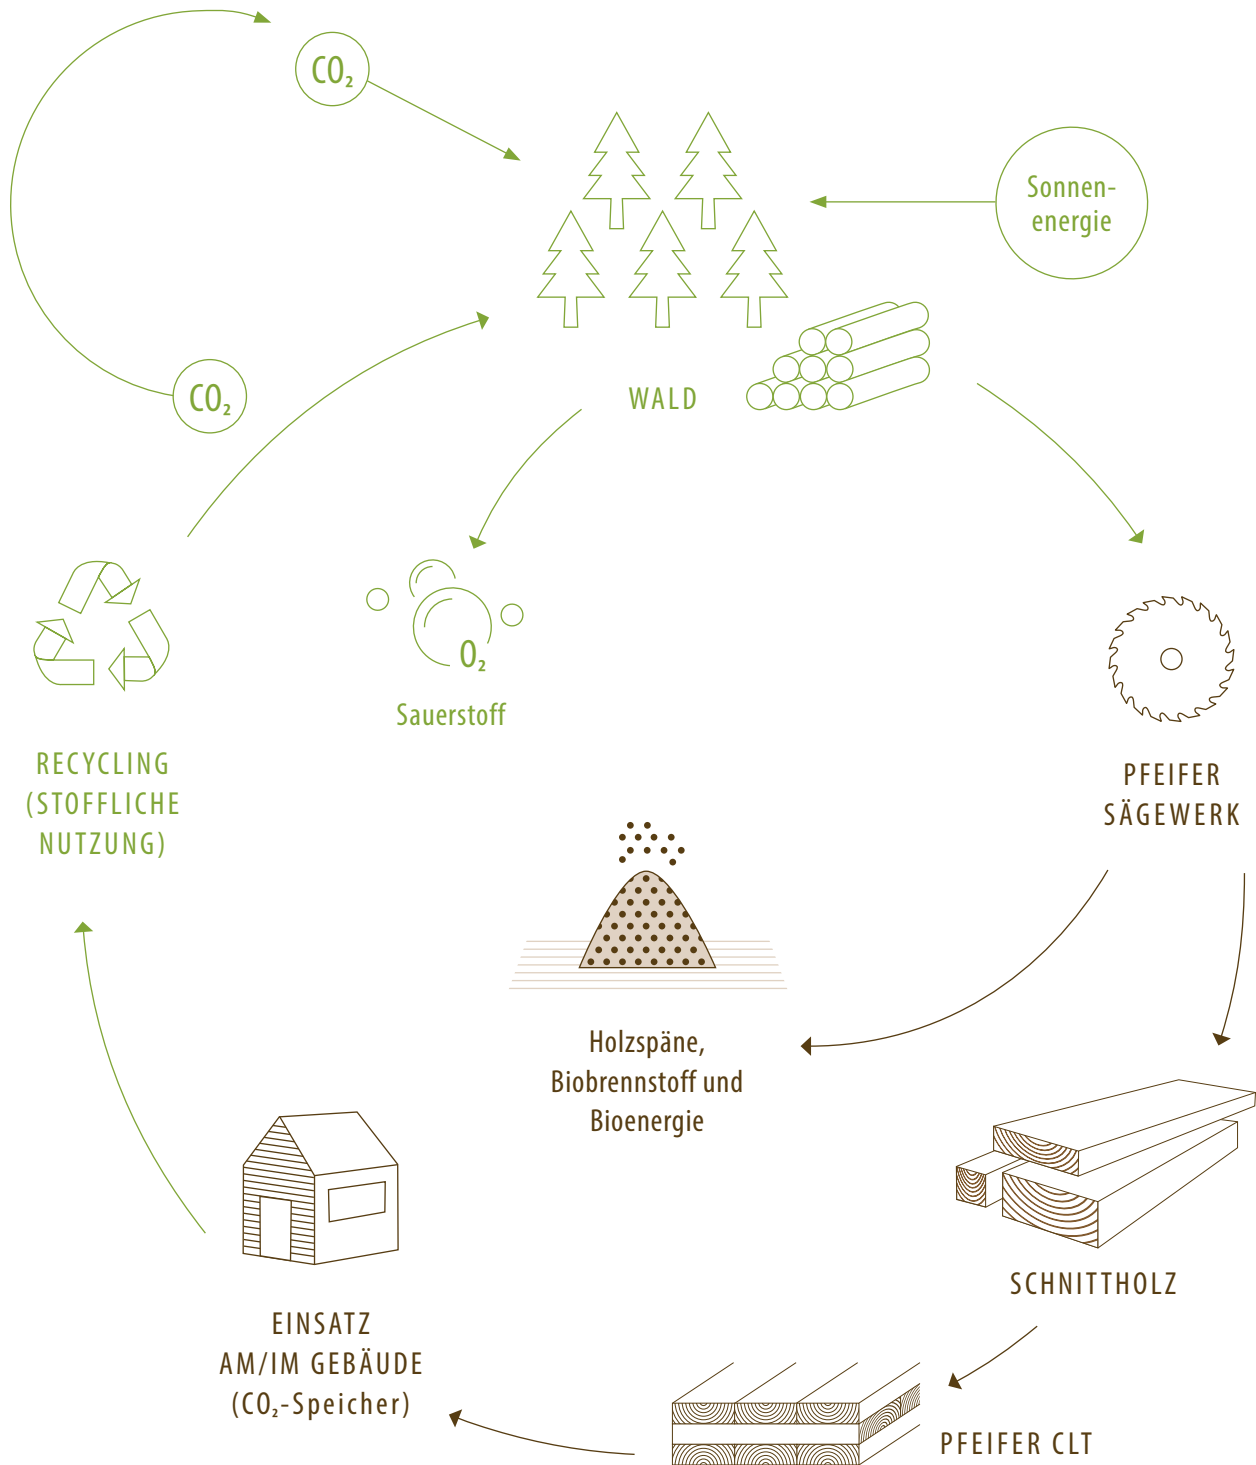 CO₂
Sonnen-
energie
CO₂
WALD
O₂
Sauerstoff
RECYCLING
(STOFFLICHE
NUTZUNG)
PFEIFER
SÄGEWERK
Holzspäne,
Biobrennstoff und
Bioenergie
SCHNITTHOLZ
EINSATZ
AM/IM GEBÄUDE
(CO₂-Speicher)
PFEIFER CLT